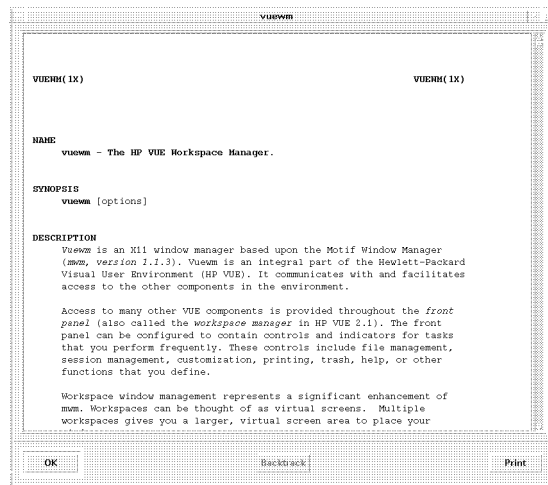 vuewm
VUEWM(1X) VUEWM(1X)
NAME
vuewm - The HP VUE Workspace Manager.
SYNOPSIS
vuewm [options]
DESCRIPTION
Vuewm is an X11 window manager based upon the Motif Window Manager
(mwm, version 1.1.3). Vuewm is an integral part of the Hewlett-Packard
Visual User Environment (HP VUE). It communicates with and facilitates
access to the other components in the environment.
Access to many other VUE components is provided throughout the front
panel (also called the workspace manager in HP VUE 2.1). The front
panel can be configured to contain controls and indicators for tasks
that you perform frequently. These controls include file management,
session management, customization, printing, trash, help, or other
functions that you define.
Workspace window management represents a significant enhancement of
mwm. Workspaces can be thought of as virtual screens. Multiple
workspaces gives you a larger, virtual screen area to place your
OK Backtrack Print